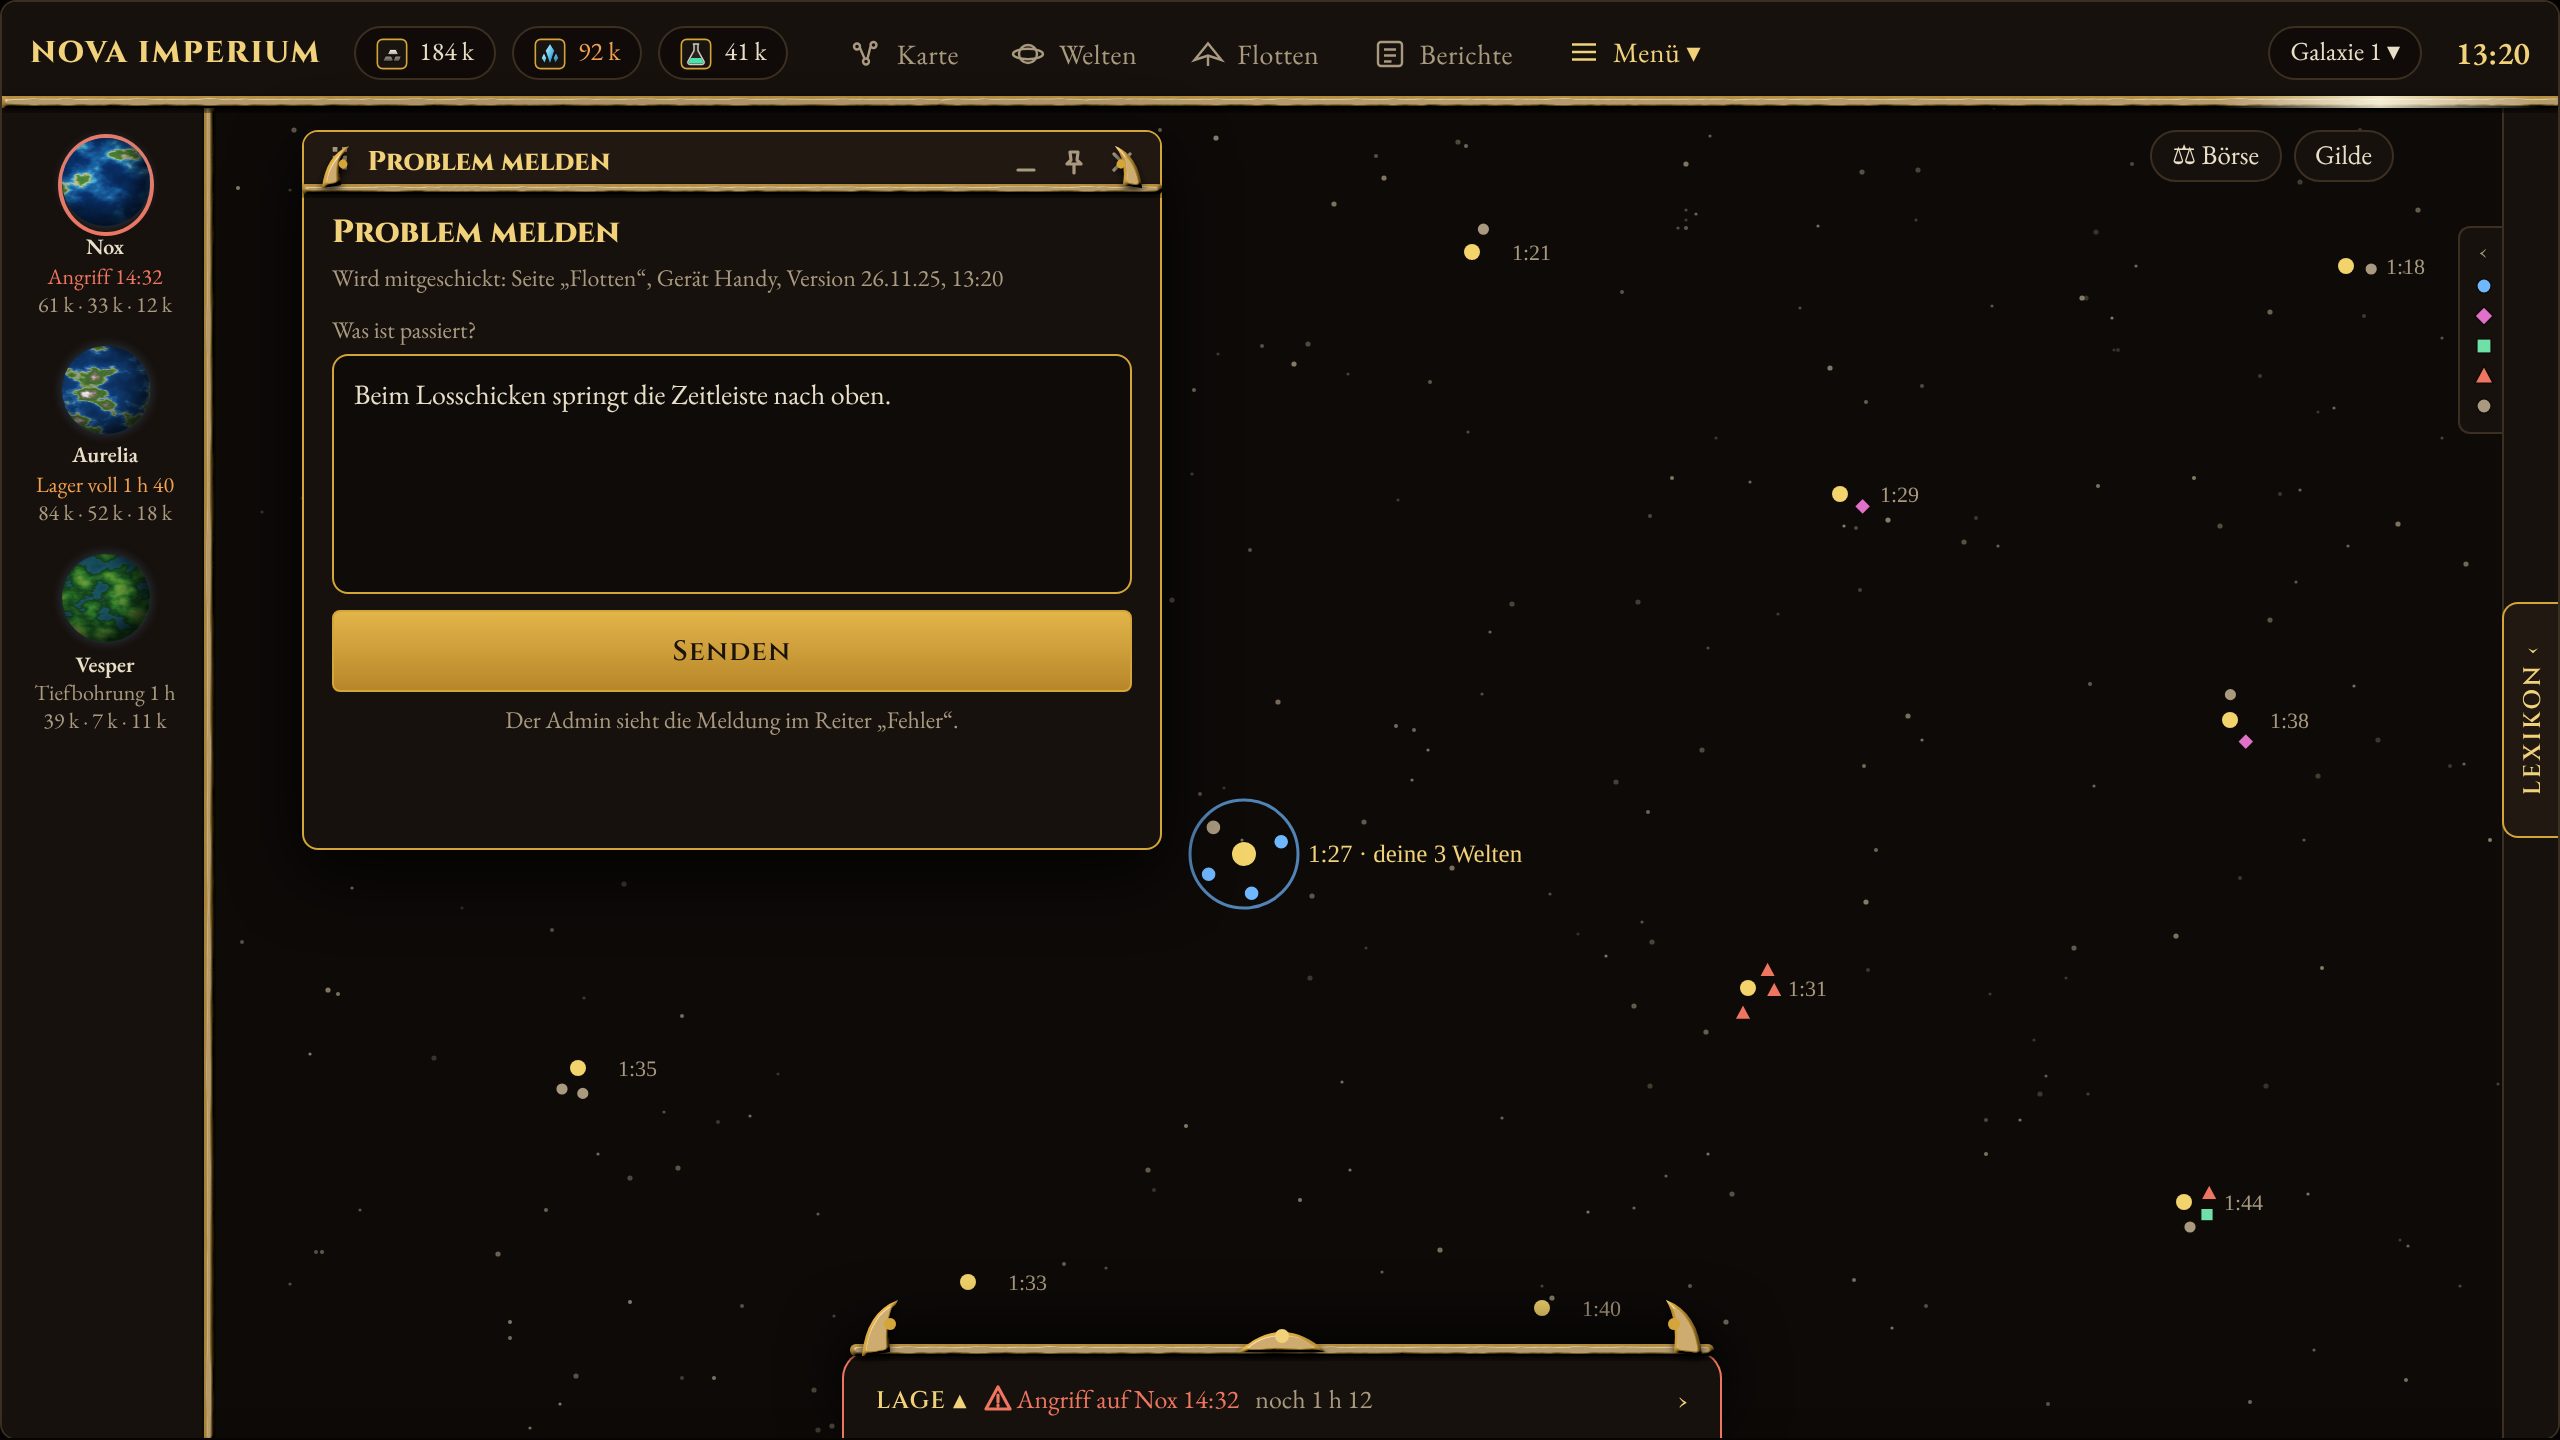 NOVA IMPERIUM
184 k
92 k
41 k
Karte
Welten
Flotten
Berichte
Menü ▾
Galaxie 1 ▾
13:20
Nox
Angriff 14:32
61 k · 33 k · 12 k
Aurelia
Lager voll 1 h 40
84 k · 52 k · 18 k
Vesper
Tiefbohrung 1 h
39 k · 7 k · 11 k
Problem melden
Problem melden
Wird mitgeschickt: Seite „Flotten“, Gerät Handy, Version 26.11.25, 13:20
Was ist passiert?
Beim Losschicken springt die Zeitleiste nach oben.
Senden
Der Admin sieht die Meldung im Reiter „Fehler“.
Börse
Gilde
1:21
1:18
1:29
1:38
1:27 · deine 3 Welten
1:31
1:35
1:44
1:33
1:40
LEXIKON ›
LAGE ▴ Angriff auf Nox 14:32 noch 1 h 12 ›